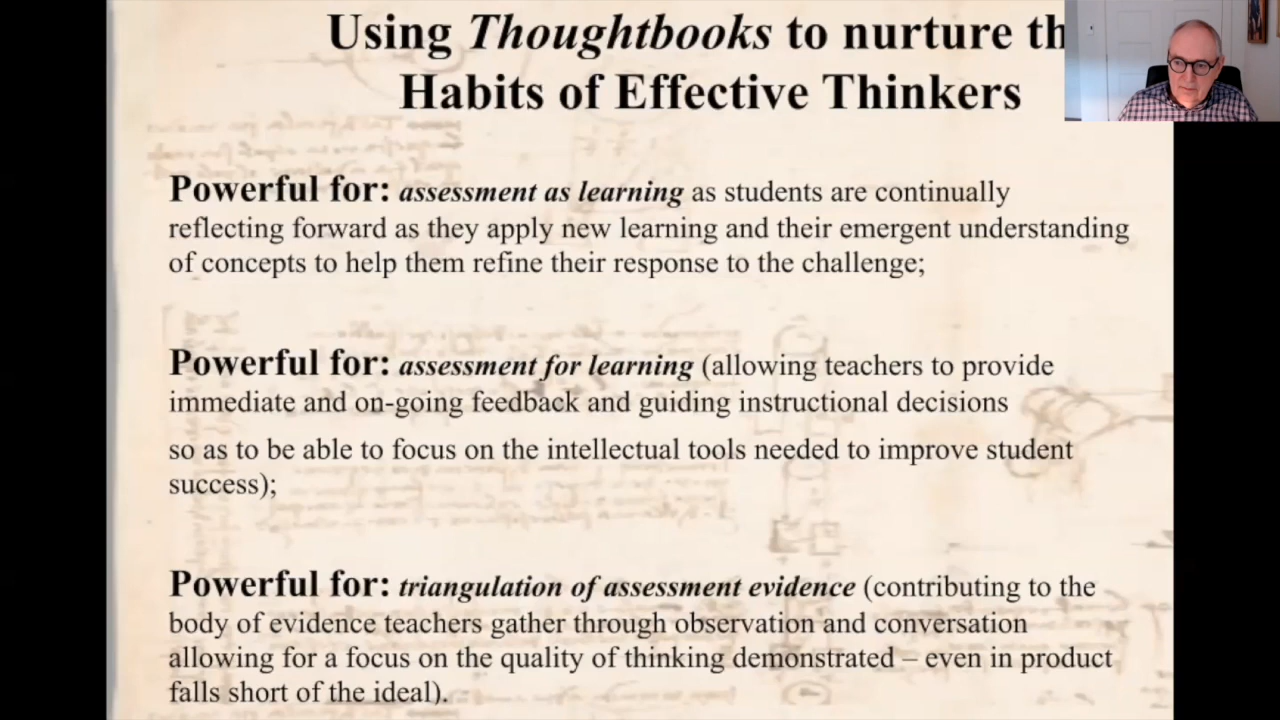 Using Thoughtbooks to nurture th
Habits of Effective Thinkers
Powerful for: assessment as learning as students are continually
reflecting forward as they apply new learning and their emergent understanding
of concepts to help them refine their response to the challenge;
Powerful for: assessment for learning (allowing teachers to provide
immediate and on-going feedback and guiding instructional decisions
so as to be able to focus on the intellectual tools needed to improve student
success);
Powerful for: triangulation of assessment evidence (contributing to the
body of evidence teachers gather through observation and conversation
allowing for a focus on the quality of thinking demonstrated – even in product
falls short of the ideal).